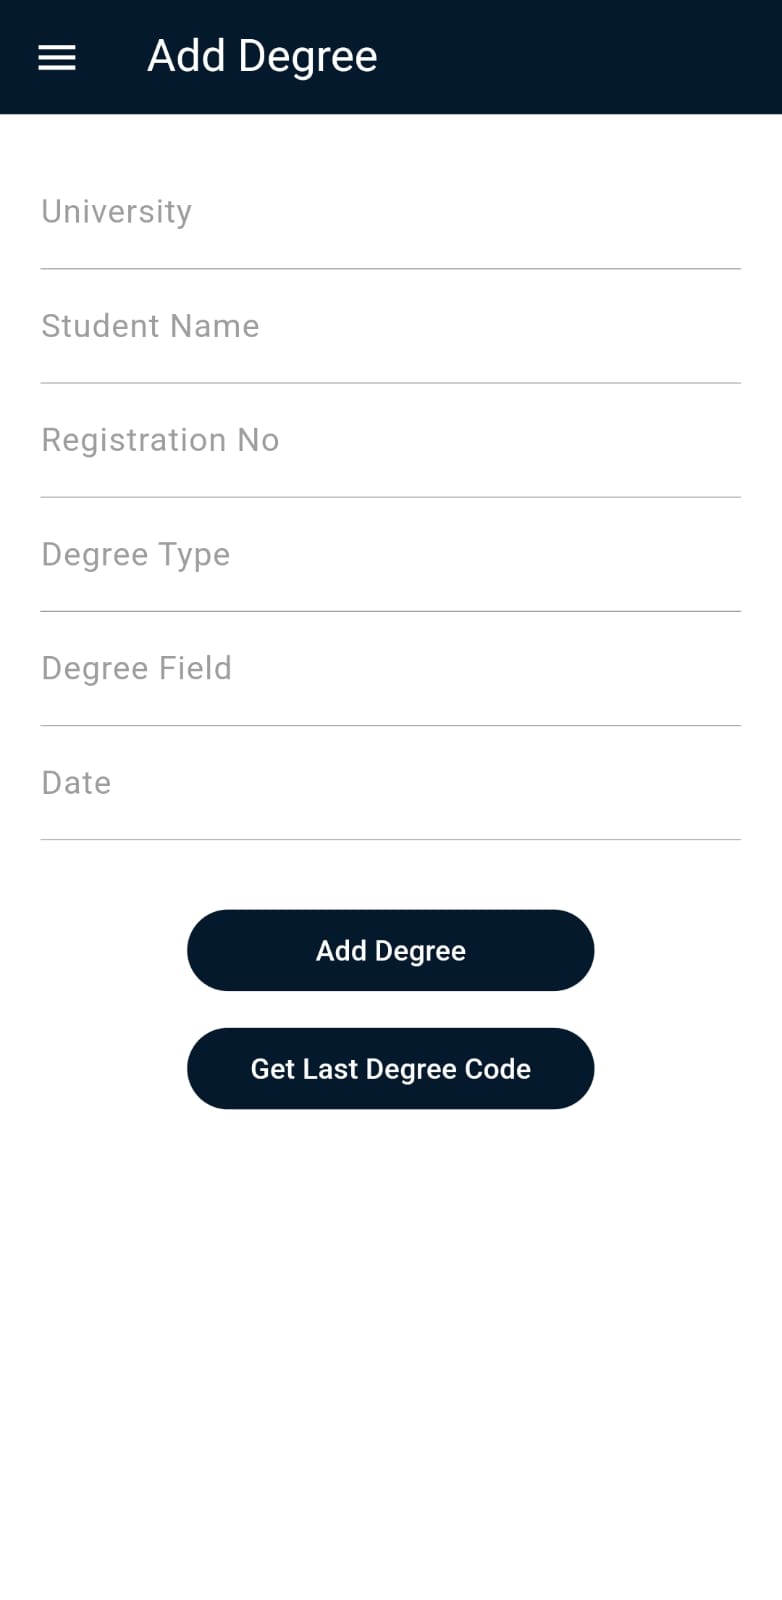 Add Degree
University
Student Name
Registration No
Degree Type
Degree Field
Date
Add Degree
Get Last Degree Code